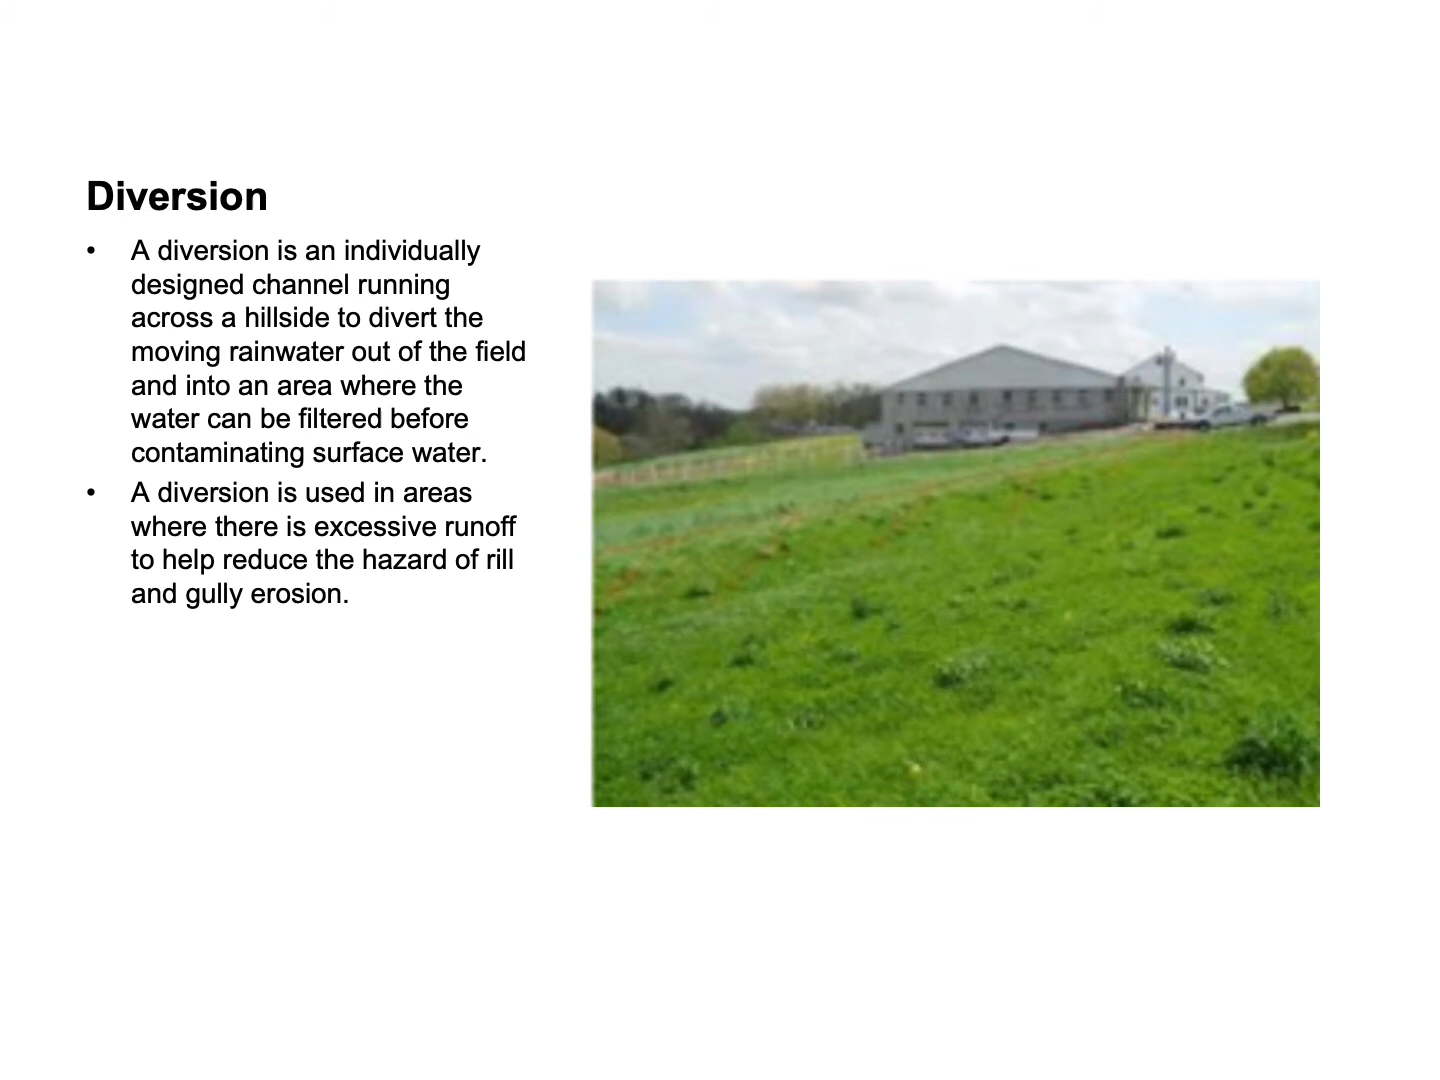 Diversion
• A diversion is an individually
designed channel running
across a hillside to divert the
moving rainwater out of the field
and into an area where the
water can be filtered before
contaminating surface water.
• A diversion is used in areas
where there is excessive runoff
to help reduce the hazard of rill
and gully erosion.